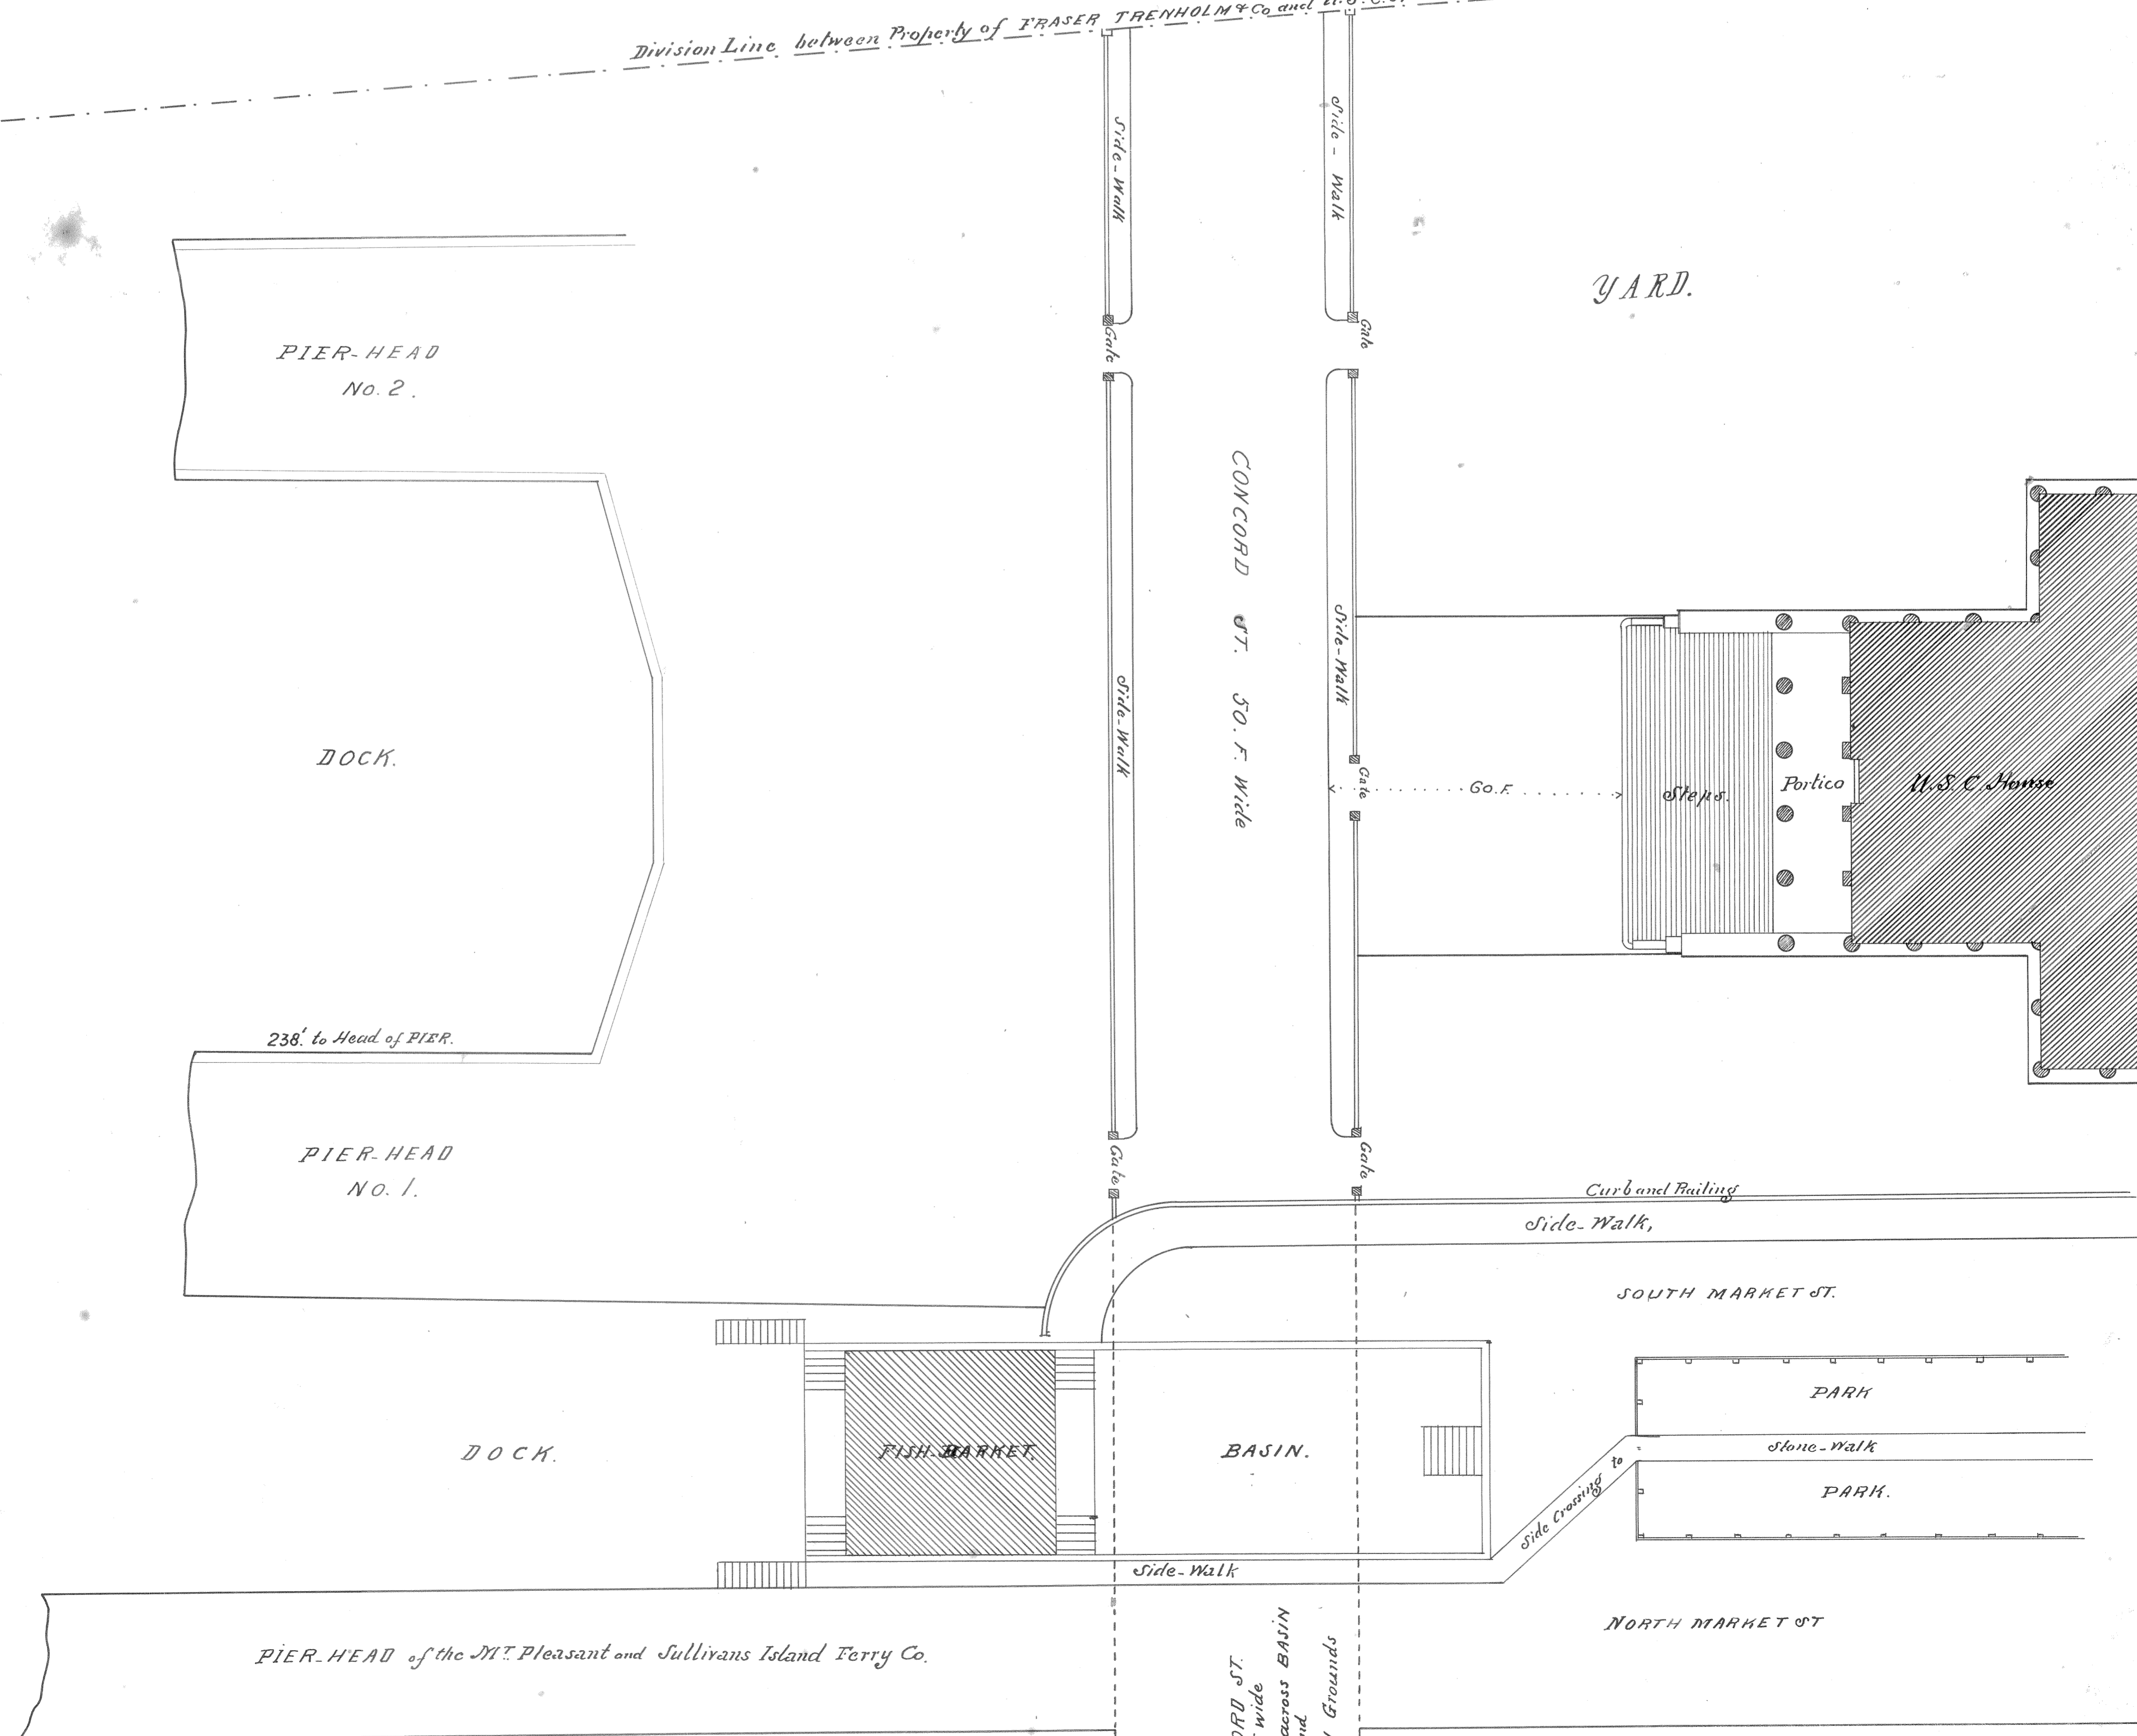 Division Line between Property of FRASER TRENHOLM & Co and
Side-Walk
Side - Walk
YARD.
Gate
Gate
PIER-HEAD
No. 2.
CONCORD ST. 50. F. Wide
Side-Walk
Side-Walk
DOCK.
Gate
60.F.
Steps.
Portico
U.S.C. House
238' to Head of PIER.
PIER-HEAD
No. 1.
Gate
Gate
Curb and Railing
Side-Walk,
SOUTH MARKET ST.
PARK
Stone-Walk
PARK.
DOCK.
FISH-MARKET.
BASIN.
Side Crossing to
Side-Walk
NORTH MARKET ST
PIER-HEAD of the MT. Pleasant and Sullivans Island Ferry Co.
ORD ST.
wide
across BASIN
nd
Grounds